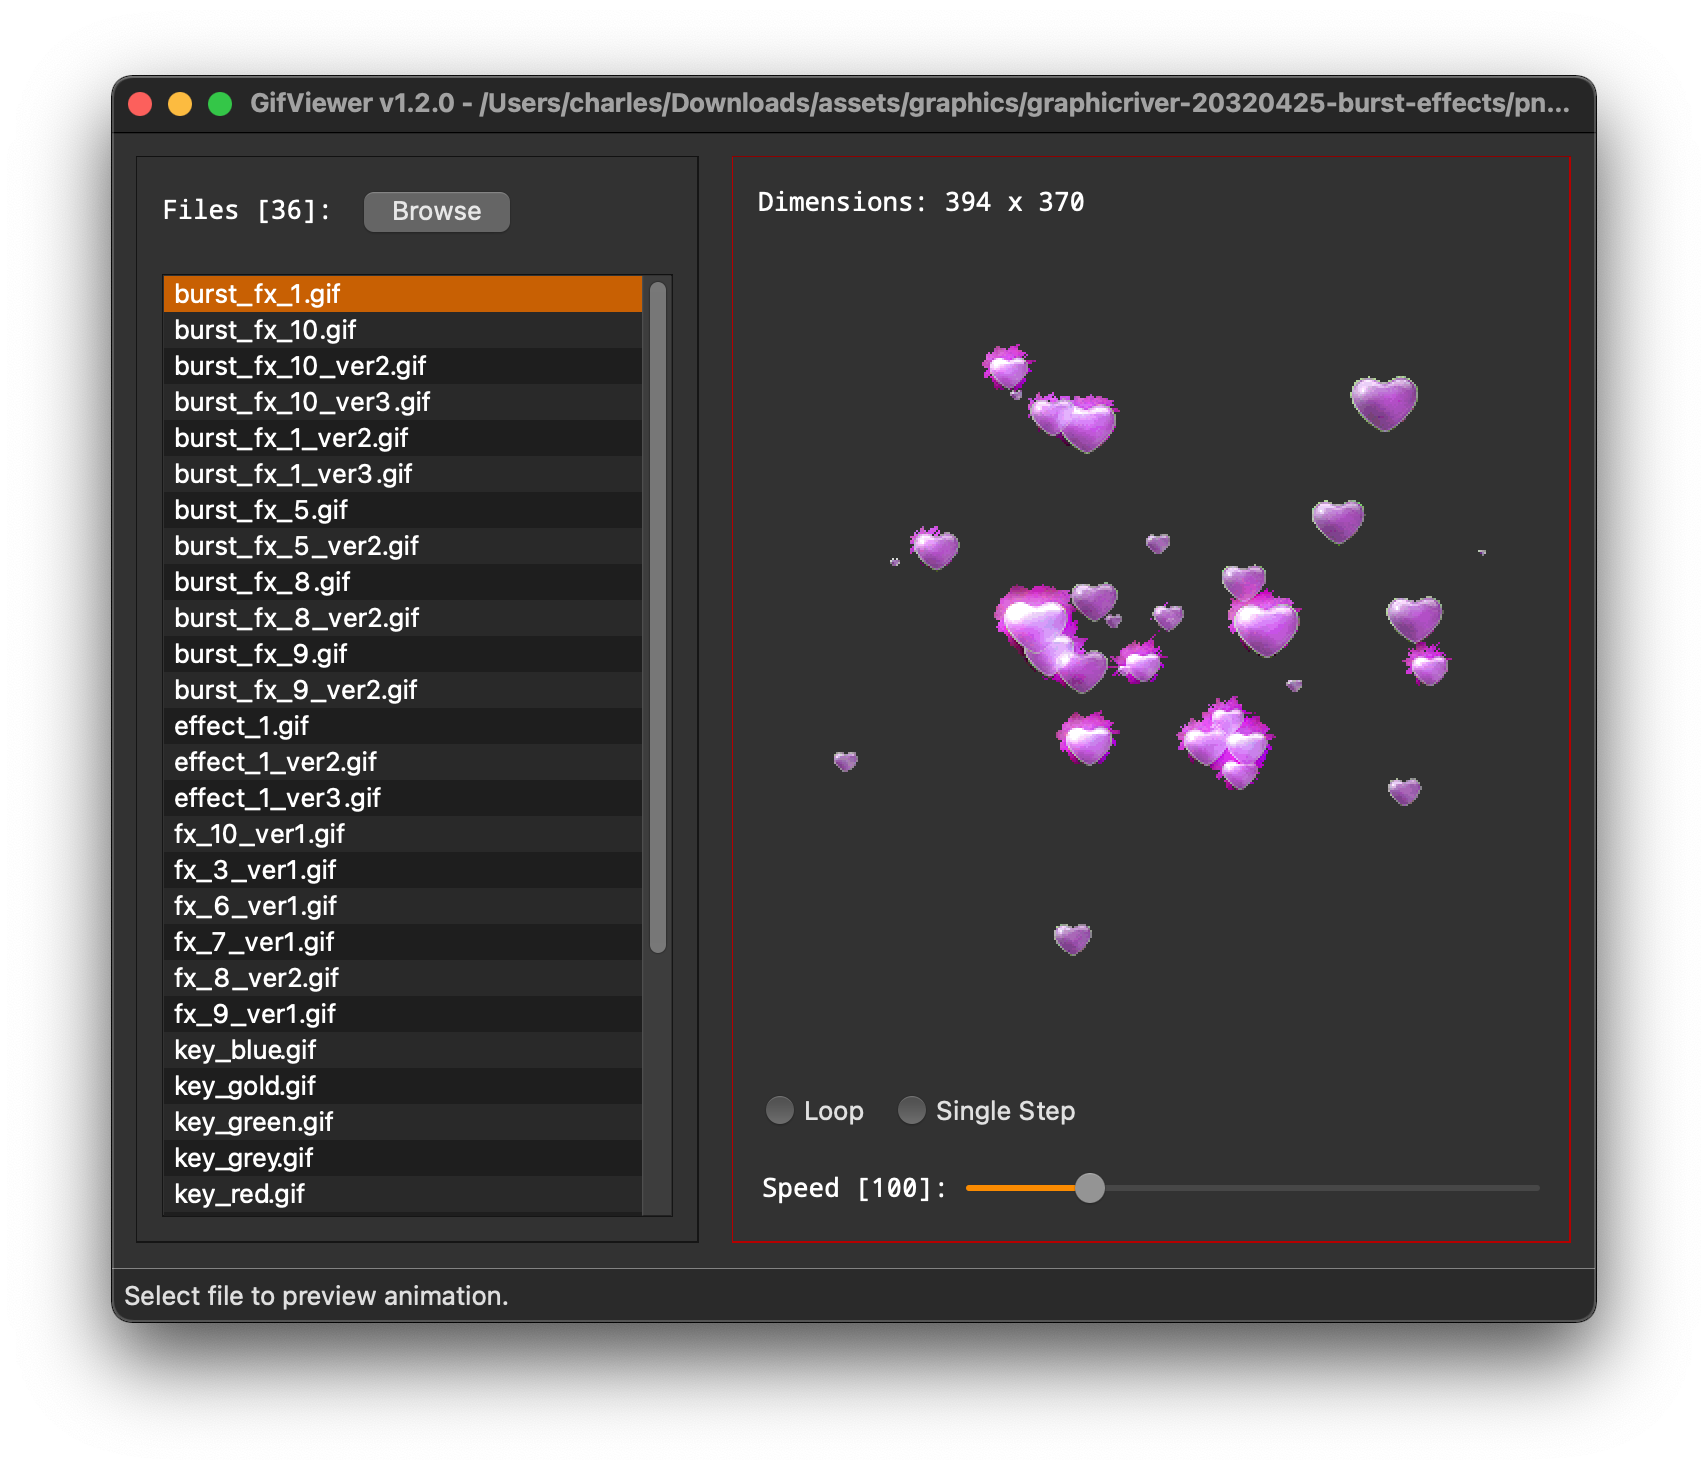 GifViewer v1.2.0 - /Users/charles/Downloads/assets/graphics/graphicriver-20320425-burst-effects/pn...
Files [36]:
Browse
burst_fx_1.gif
burst_fx_10.gif
burst_fx_10_ver2.gif
burst_fx_10_ver3.gif
burst_fx_1_ver2.gif
burst_fx_1_ver3.gif
burst_fx_5.gif
burst_fx_5_ver2.gif
burst_fx_8.gif
burst_fx_8_ver2.gif
burst_fx_9.gif
burst_fx_9_ver2.gif
effect_1.gif
effect_1_ver2.gif
effect_1_ver3.gif
fx_10_ver1.gif
fx_3_ver1.gif
fx_6_ver1.gif
fx_7_ver1.gif
fx_8_ver2.gif
fx_9_ver1.gif
key_blue.gif
key_gold.gif
key_green.gif
key_grey.gif
key_red.gif
Dimensions: 394 x 370
Loop
Single Step
Speed [100]:
Select file to preview animation.